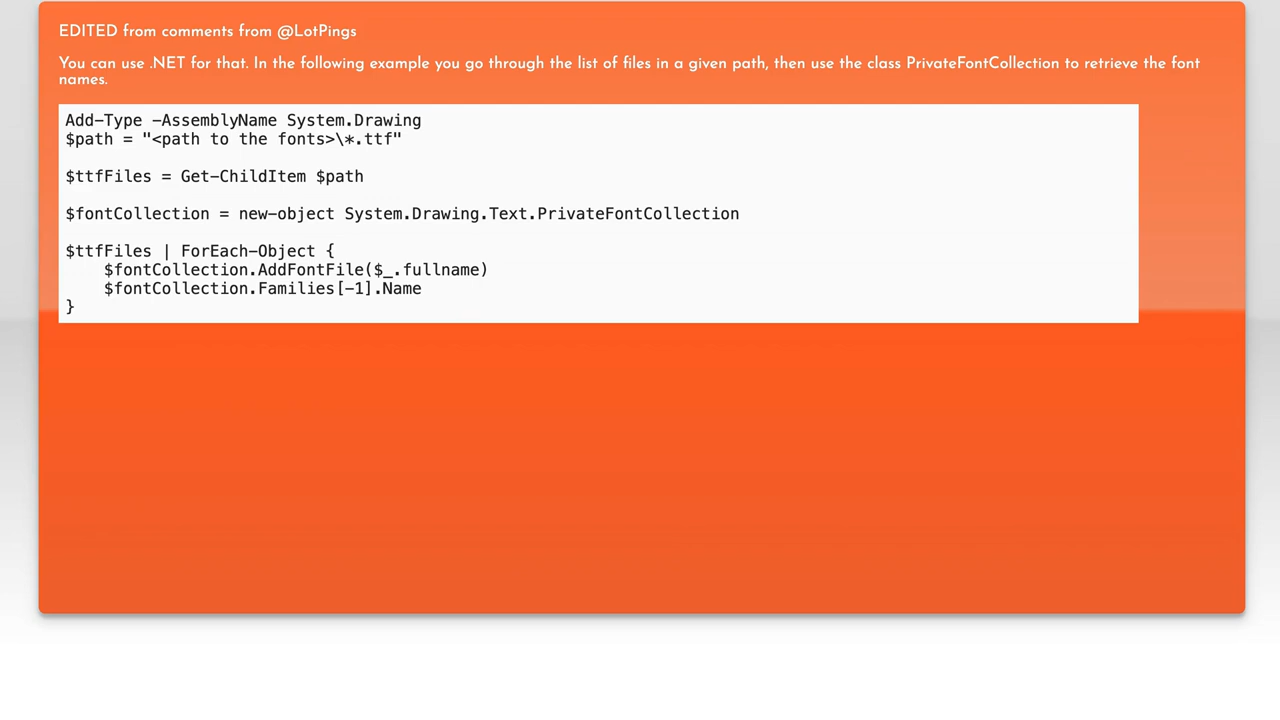 EDITED from comments from @LotPings
You can use .NET for that. In the following example you go through the list of files in a given path, then use the class PrivateFontCollection to retrieve the font
names.
Add-Type -AssemblyName System.Drawing
$path = "<path to the fonts>\*.ttf"
$ttfFiles = Get-ChildItem $path
$fontCollection = new-object System.Drawing.Text.PrivateFontCollection
$ttfFiles | ForEach-Object {
    $fontCollection.AddFontFile($_.fullname)
    $fontCollection.Families[-1].Name
}